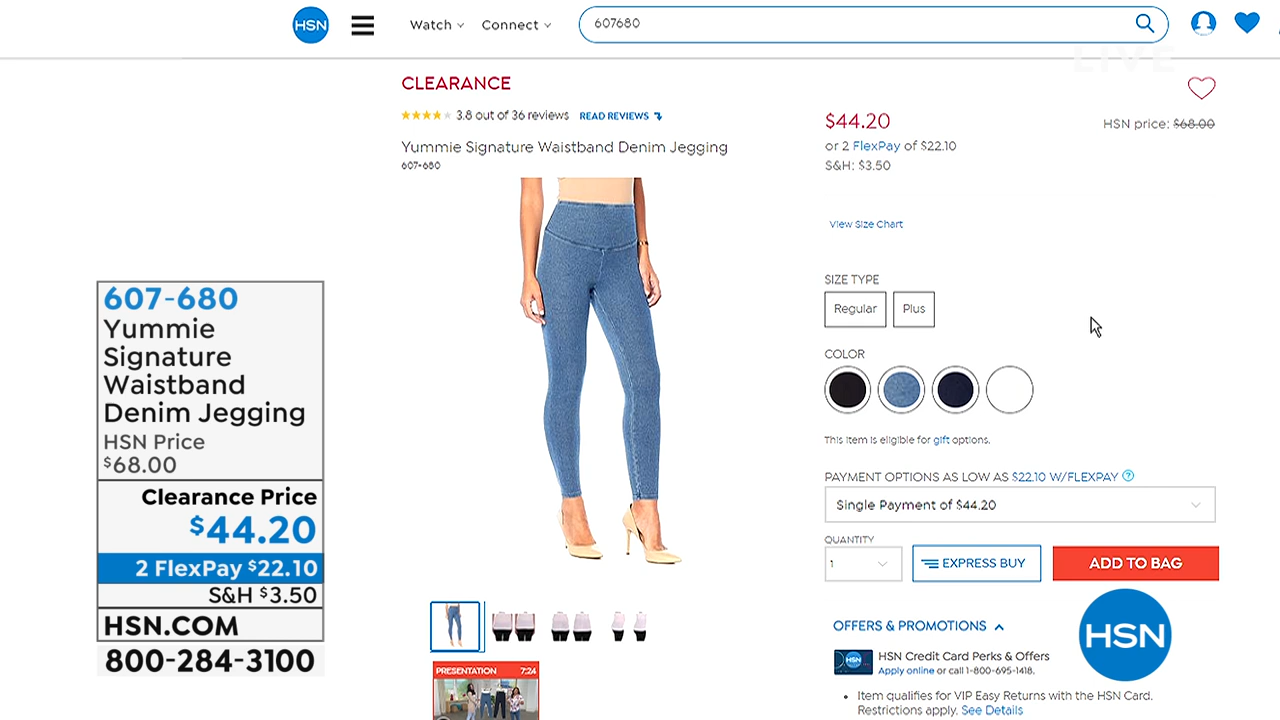 HSN
Watch
Connect
607680
LIVE
CLEARANCE
3.8 out of 36 reviews READ REVIEWS
Yummie Signature Waistband Denim Jegging
607-680
$44.20
HSN price: $68.00
or 2 FlexPay of $22.10
S&H: $3.50
View Size Chart
SIZE TYPE
Regular
Plus
COLOR
This item is eligible for gift options.
PAYMENT OPTIONS AS LOW AS $22.10 W/FLEXPAY ?
Single Payment of $44.20
QUANTITY
1
EXPRESS BUY
ADD TO BAG
OFFERS & PROMOTIONS
HSN
HSN Credit Card Perks & Offers
Apply online or call 1-800-695-1418.
• Item qualifies for VIP Easy Returns with the HSN Card.
Restrictions apply. See Details
HSN
PRESENTATION 7:24
607-680
Yummie
Signature
Waistband
Denim Jegging
HSN Price
$68.00
Clearance Price
$44.20
2 FlexPay $22.10
S&H $3.50
HSN.COM
800-284-3100